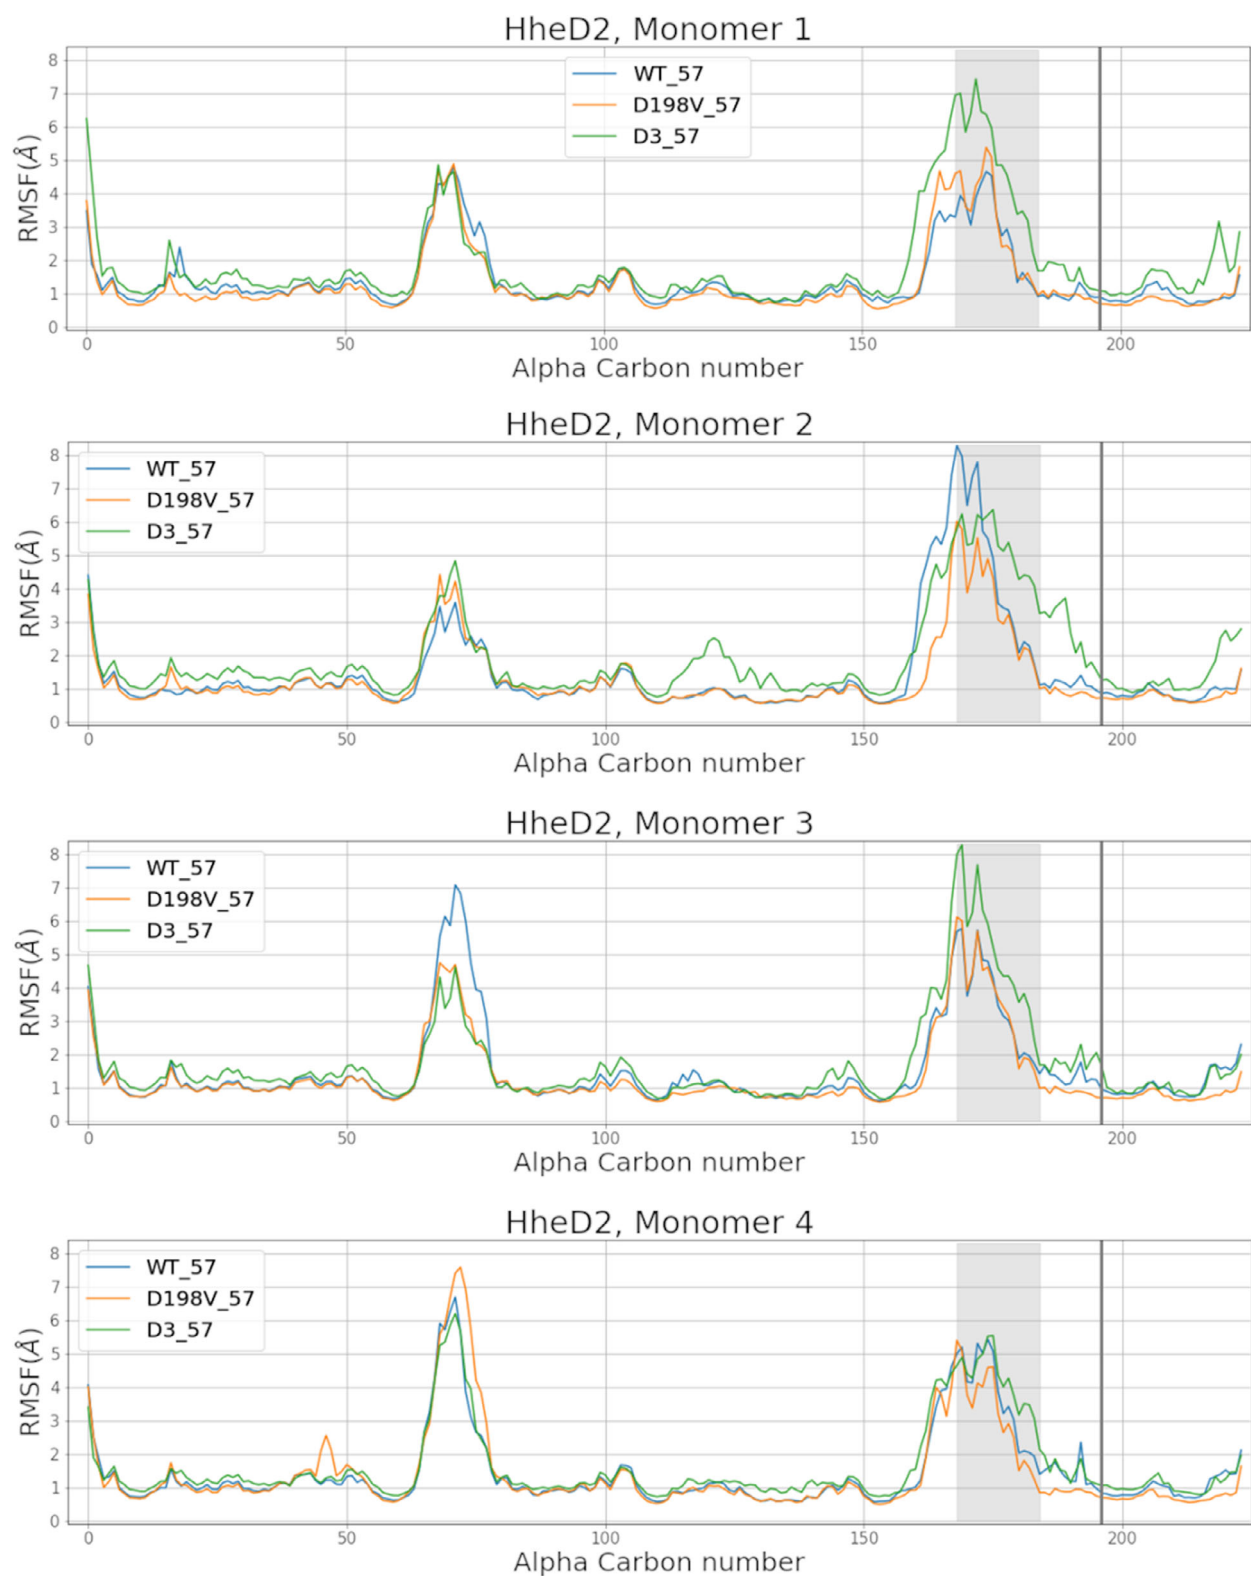 HheD2, Monomer 1
8
7
6
5
4
3
2
1
0
RMSF(Å)
WT_57
D198V_57
D3_57
0 50 100 150 200
Alpha Carbon number
HheD2, Monomer 2
8
7
6
5
4
3
2
1
0
RMSF(Å)
WT_57
D198V_57
D3_57
0 50 100 150 200
Alpha Carbon number
HheD2, Monomer 3
8
7
6
5
4
3
2
1
0
RMSF(Å)
WT_57
D198V_57
D3_57
0 50 100 150 200
Alpha Carbon number
HheD2, Monomer 4
8
7
6
5
4
3
2
1
0
RMSF(Å)
WT_57
D198V_57
D3_57
0 50 100 150 200
Alpha Carbon number